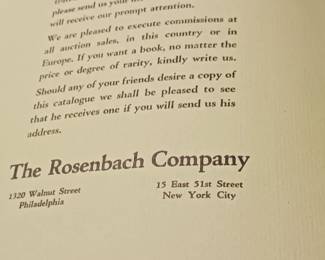 please send us your
will receive our prompt attention.
We are pleased to execute commissions at
all auction sales, in this country or in
Europe. If you want a book, no matter the
price or degree of rarity, kindly write us.
Should any of your friends desire a copy of
this catalogue we shall be pleased to see
that he receives one if you will send us his
address.
The Rosenbach Company
1320 Walnut Street
Philadelphia
15 East 51st Street
New York City